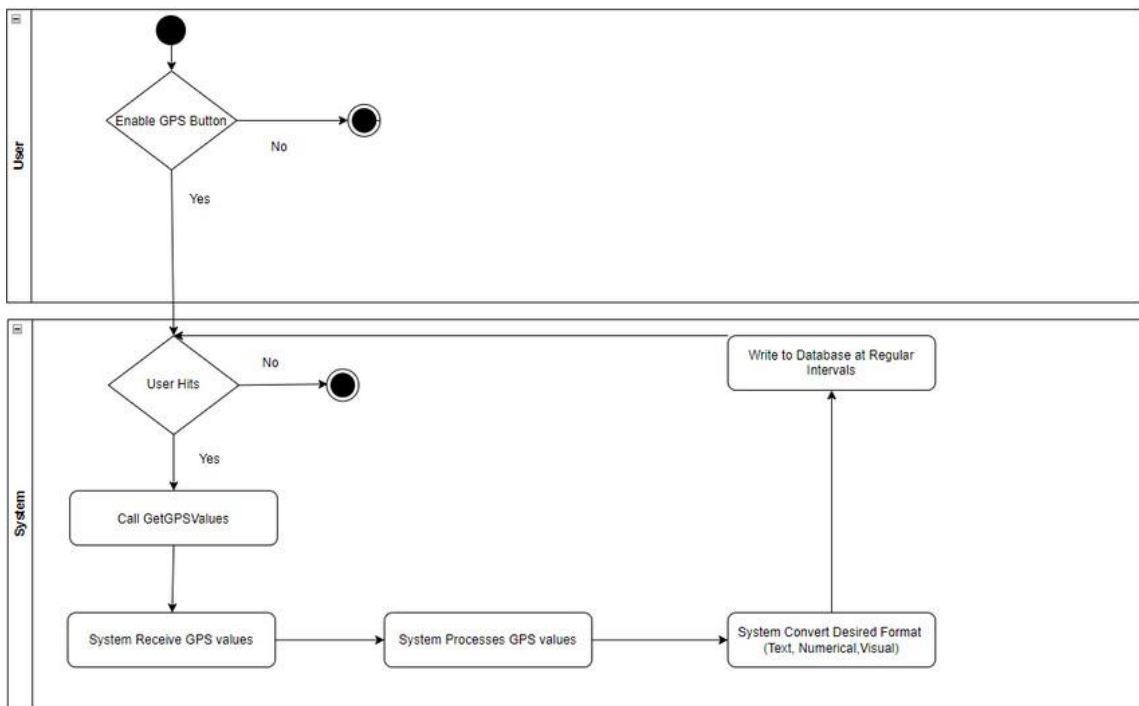 User
Enable GPS Button
No
Yes
System
User Hits
No
Yes
Write to Database at Regular
Intervals
Call GetGPSValues
System Receive GPS values
System Processes GPS values
System Convert Desired Format
(Text, Numerical,Visual)